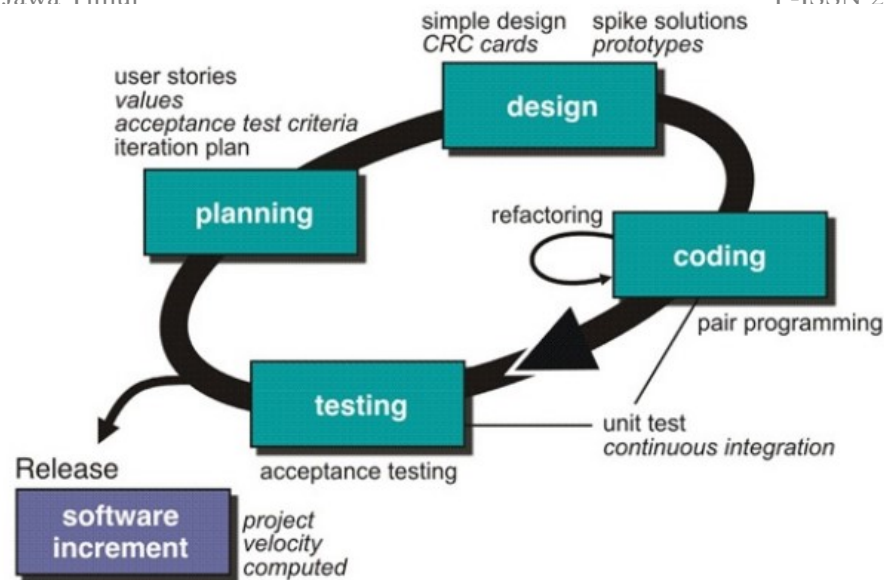 simple design
CRC cards
spike solutions
prototypes
design
user stories
values
acceptance test criteria
iteration plan
planning
refactoring
coding
pair programming
testing
unit test
continuous integration
acceptance testing
Release
software
increment
project
velocity
computed